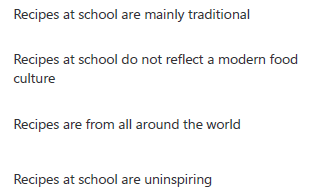 Recipes at school are mainly traditional
Recipes at school do not reflect a modern food
culture
Recipes are from all around the world
Recipes at school are uninspiring